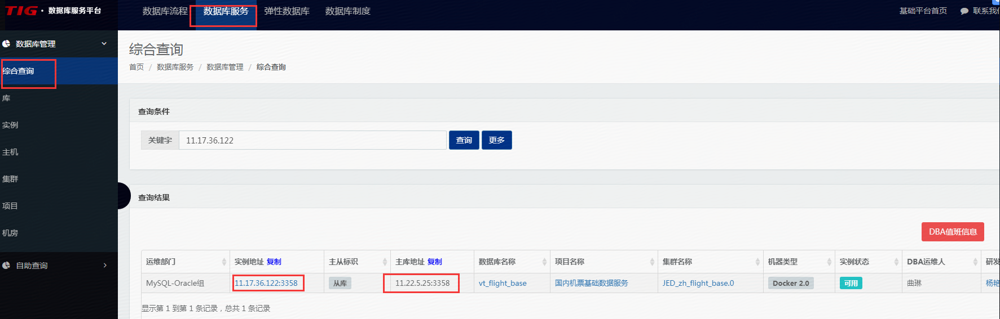 TIG · 数据库服务平台
数据库流程 数据库服务 弹性数据库 数据库制度
基础平台首页 联系我们
数据库管理
综合查询
库
实例
主机
集群
项目
机房
自助查询
综合查询
首页 / 数据库服务 / 数据库管理 / 综合查询
查询条件
关键字 11.17.36.122 查询 更多
查询结果
DBA值班信息
运维部门 实例地址 复制 主从标识 主库地址 复制 数据库名称 项目名称 集群名称 机器类型 实例状态 DBA运维人 研发
MySQL-Oracle组 11.17.36.122:3358 从库 11.22.5.25:3358 vt_flight_base 国内机票基础数据服务 JED_zh_flight_base.0 Docker 2.0 可用 曲琳 杨艳
显示第 1 到第 1 条记录，总共 1 条记录